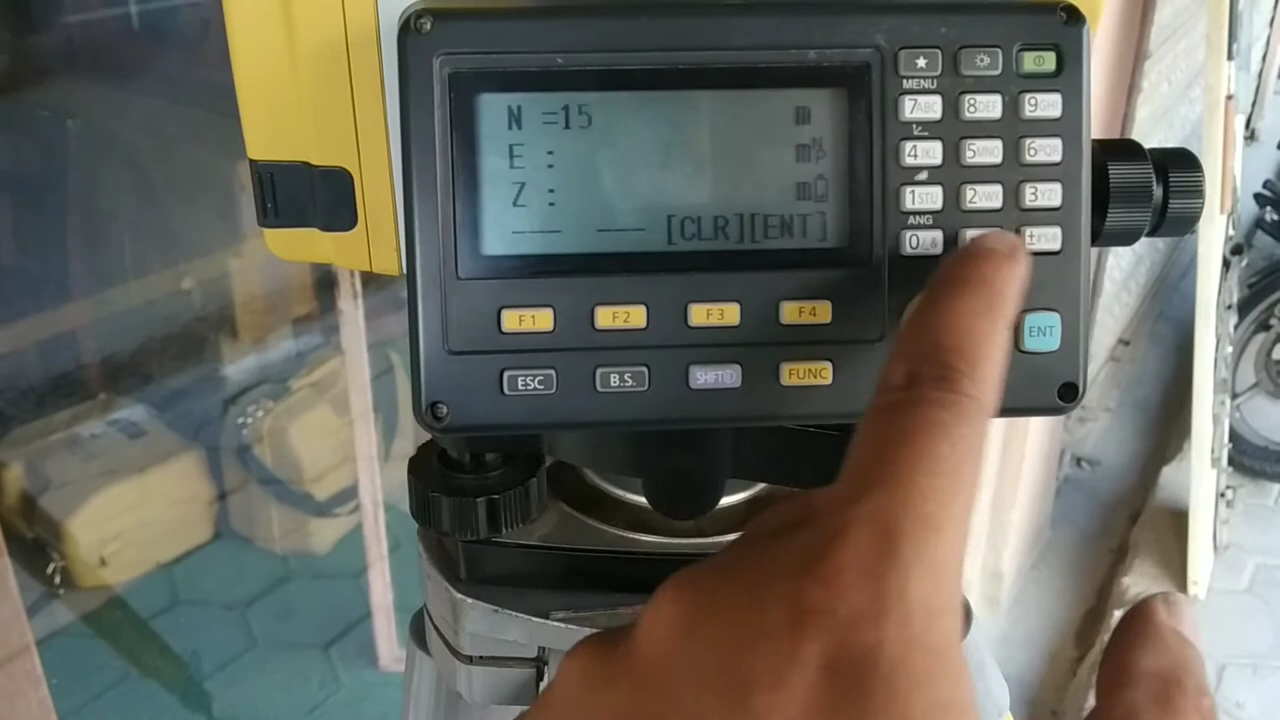 N =15 m
E : m
Z : m
[CLR][ENT]
F1 F2 F3 F4
ESC B.S. SHIFT FUNC
★
MENU
7ABC 8DEF 9GHI
4JKL 5MNO 6PQR
1STU 2VWX 3YZ
ANG
0 ±#%@
ENT